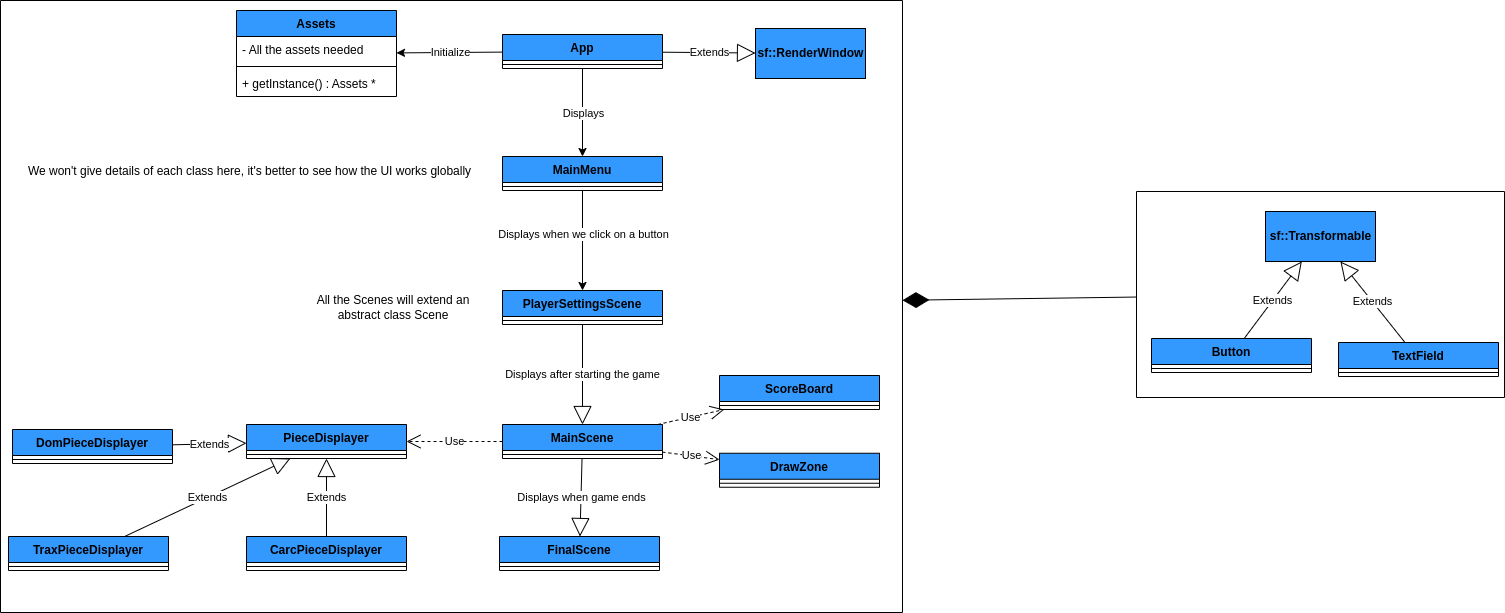 Assets
- All the assets needed
+ getInstance() : Assets *
Initialize
App
Extends
sf::RenderWindow
Displays
We won't give details of each class here, it's better to see how the UI works globally
MainMenu
Displays when we click on a button
All the Scenes will extend an
abstract class Scene
PlayerSettingsScene
Displays after starting the game
ScoreBoard
Use
DomPieceDisplayer
Extends
PieceDisplayer
Use
MainScene
Use
DrawZone
Extends
Extends
Displays when game ends
TraxPieceDisplayer
CarcPieceDisplayer
FinalScene
sf::Transformable
Extends
Extends
Button
TextField